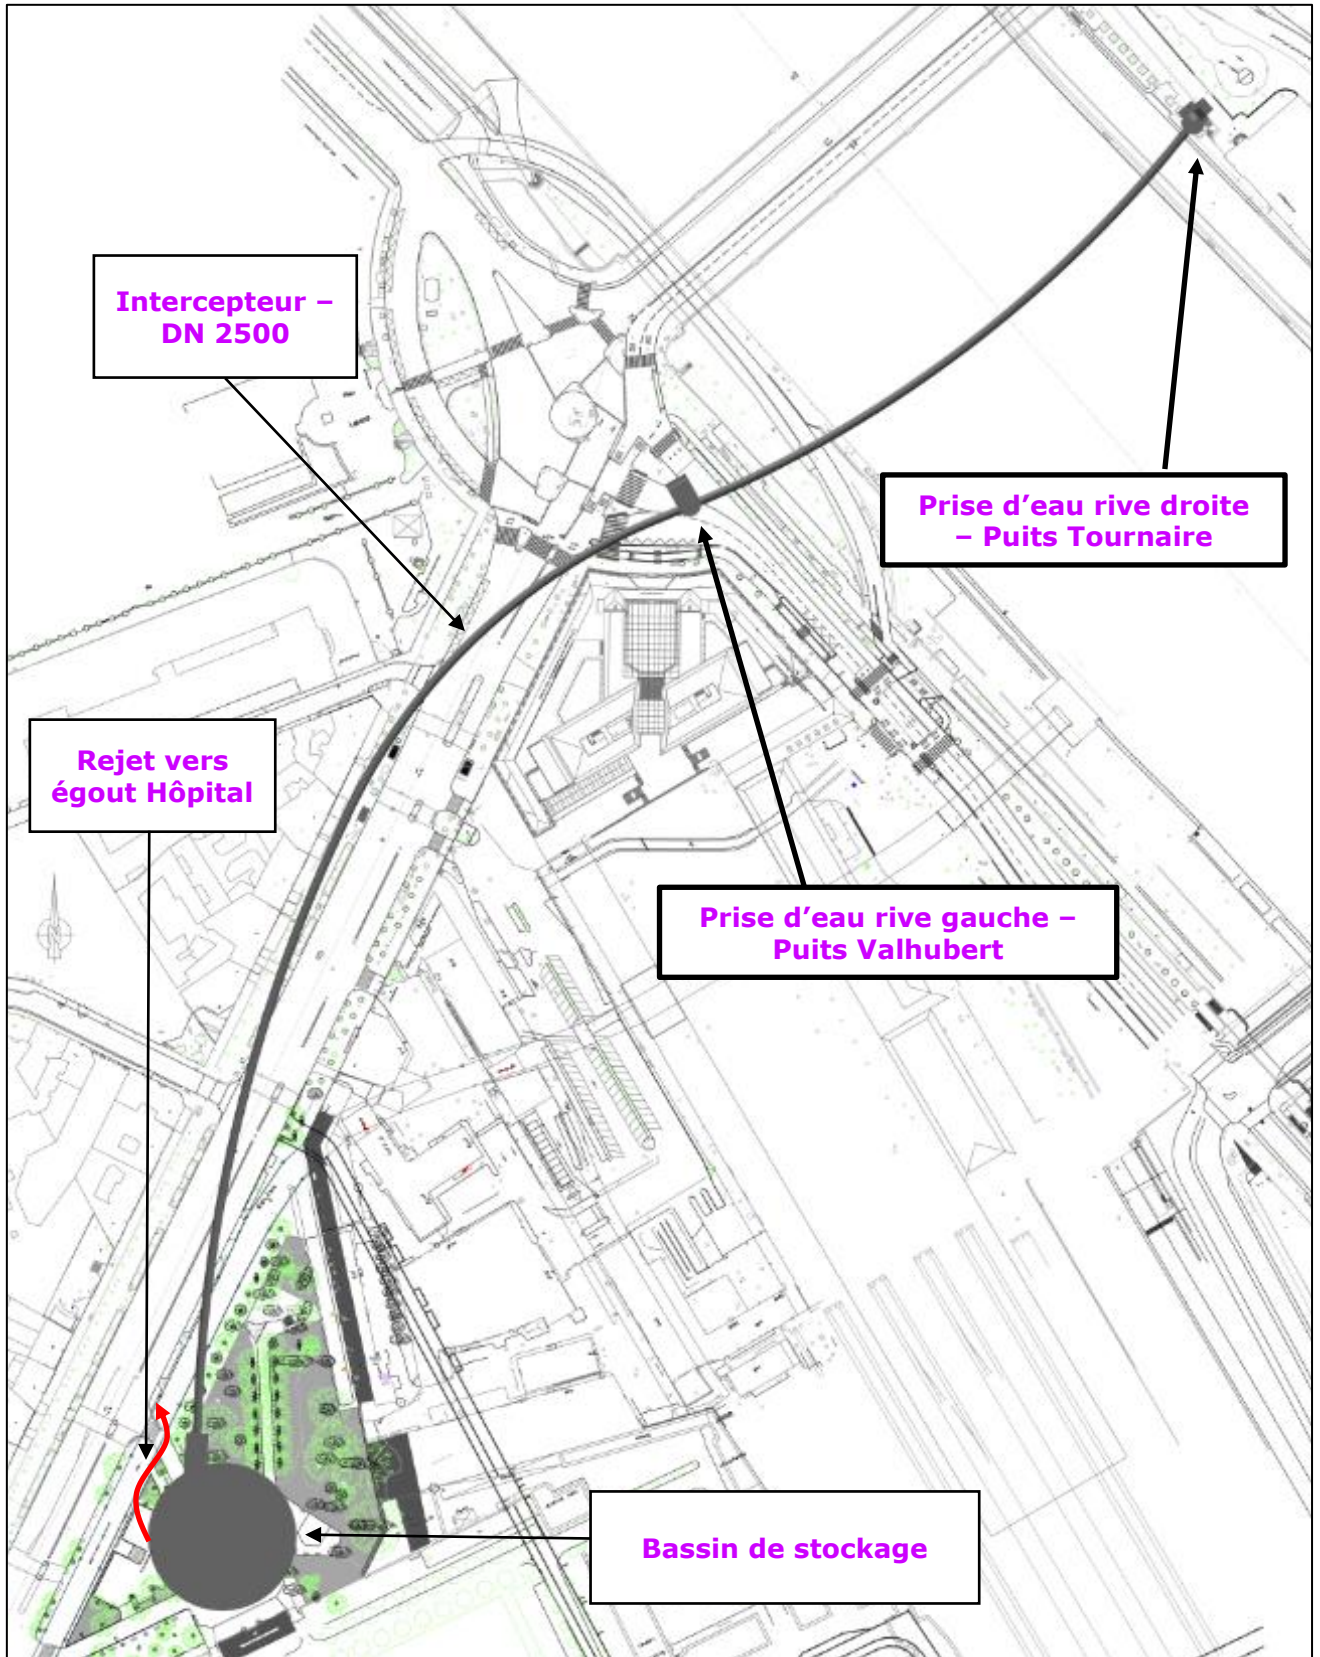 Intercepteur –
DN 2500
Prise d’eau rive droite
– Puits Tournaire
Rejet vers
égout Hôpital
Prise d’eau rive gauche –
Puits Valhubert
Bassin de stockage